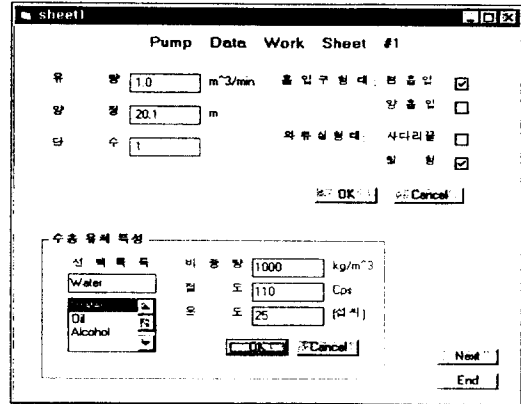 sheet1
Pump Data Work Sheet #1
유 량 1.0 m^3/min 흡 입 구 형 태 : 편 흡 입
양 정 20.1 m 양 흡 입
단 수 1 와 류 실 형 태 : 사다리꼴
형
OK Cancel
수송 유체 특성
선 택 목 록 비 중 량 1000 kg/m^3
Water 점 도 110 Cps
온 도 25 (섭씨)
Oil
Alcohol
OK Cancel
Next
End